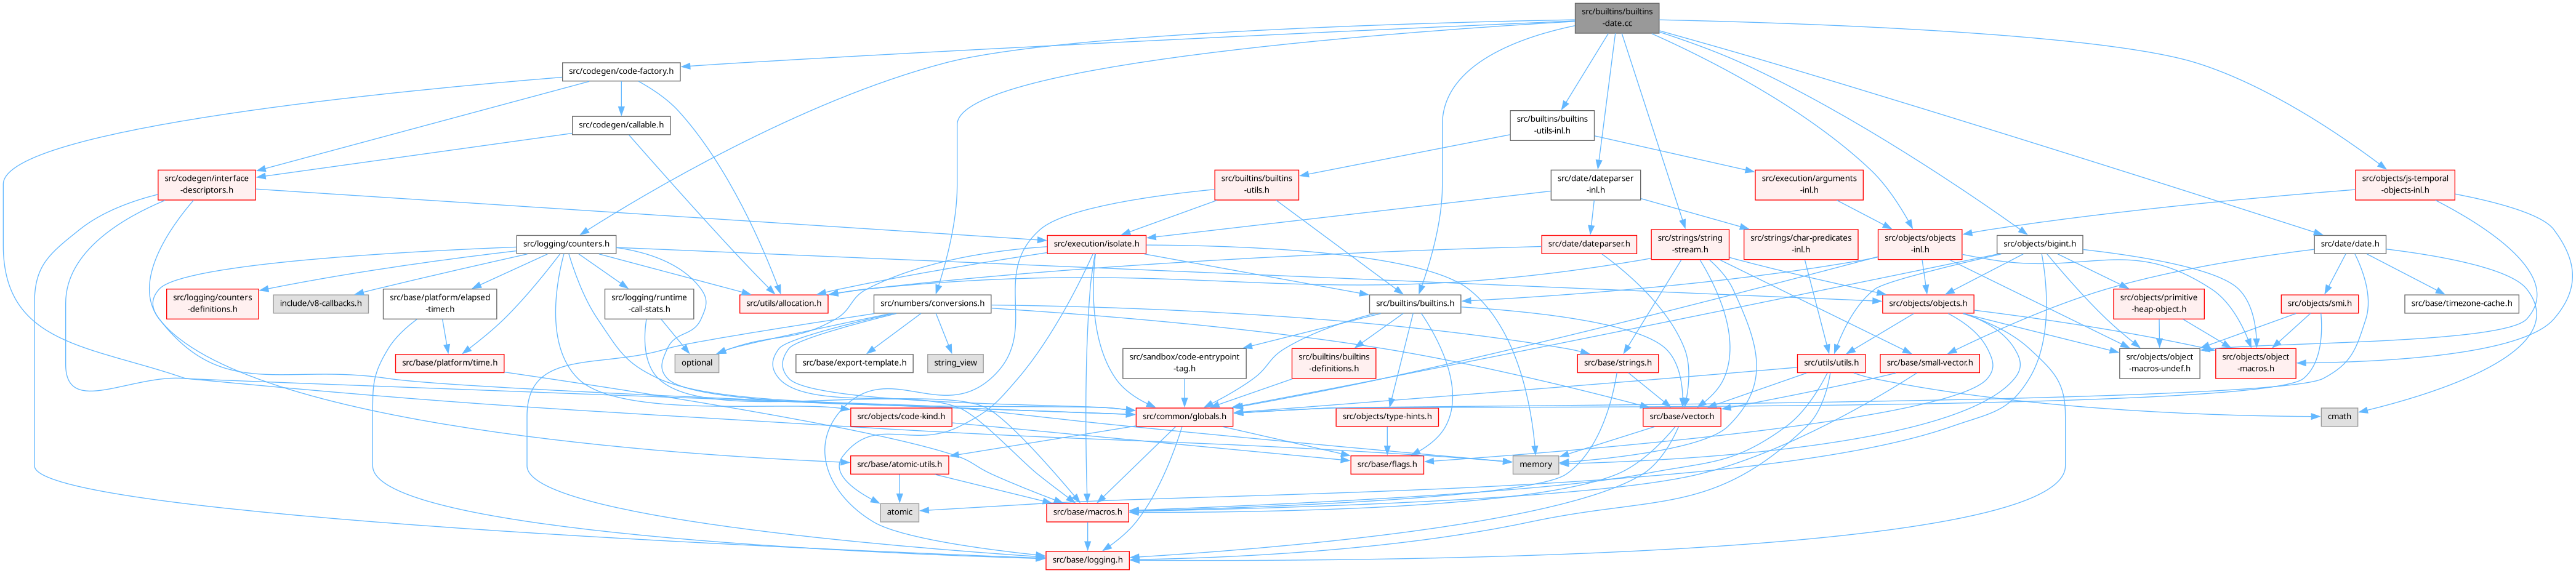 src/builtins/builtins
-date.cc
src/codegen/code-factory.h
src/codegen/callable.h
src/builtins/builtins
-utils-inl.h
src/codegen/interface
-descriptors.h
src/builtins/builtins
-utils.h
src/date/dateparser
-inl.h
src/execution/arguments
-inl.h
src/objects/js-temporal
-objects-inl.h
src/logging/counters.h
src/execution/isolate.h
src/date/dateparser.h
src/strings/string
-stream.h
src/strings/char-predicates
-inl.h
src/objects/objects
-inl.h
src/objects/bigint.h
src/date/date.h
src/logging/counters
-definitions.h
include/v8-callbacks.h
src/base/platform/elapsed
-timer.h
src/logging/runtime
-call-stats.h
src/utils/allocation.h
src/numbers/conversions.h
src/builtins/builtins.h
src/objects/objects.h
src/objects/primitive
-heap-object.h
src/objects/smi.h
src/base/timezone-cache.h
src/base/platform/time.h
optional
src/base/export-template.h
string_view
src/sandbox/code-entrypoint
-tag.h
src/builtins/builtins
-definitions.h
src/base/strings.h
src/utils/utils.h
src/base/small-vector.h
src/objects/object
-macros-undef.h
src/objects/object
-macros.h
src/objects/code-kind.h
src/common/globals.h
src/objects/type-hints.h
src/base/vector.h
cmath
src/base/atomic-utils.h
src/base/flags.h
memory
atomic
src/base/macros.h
src/base/logging.h